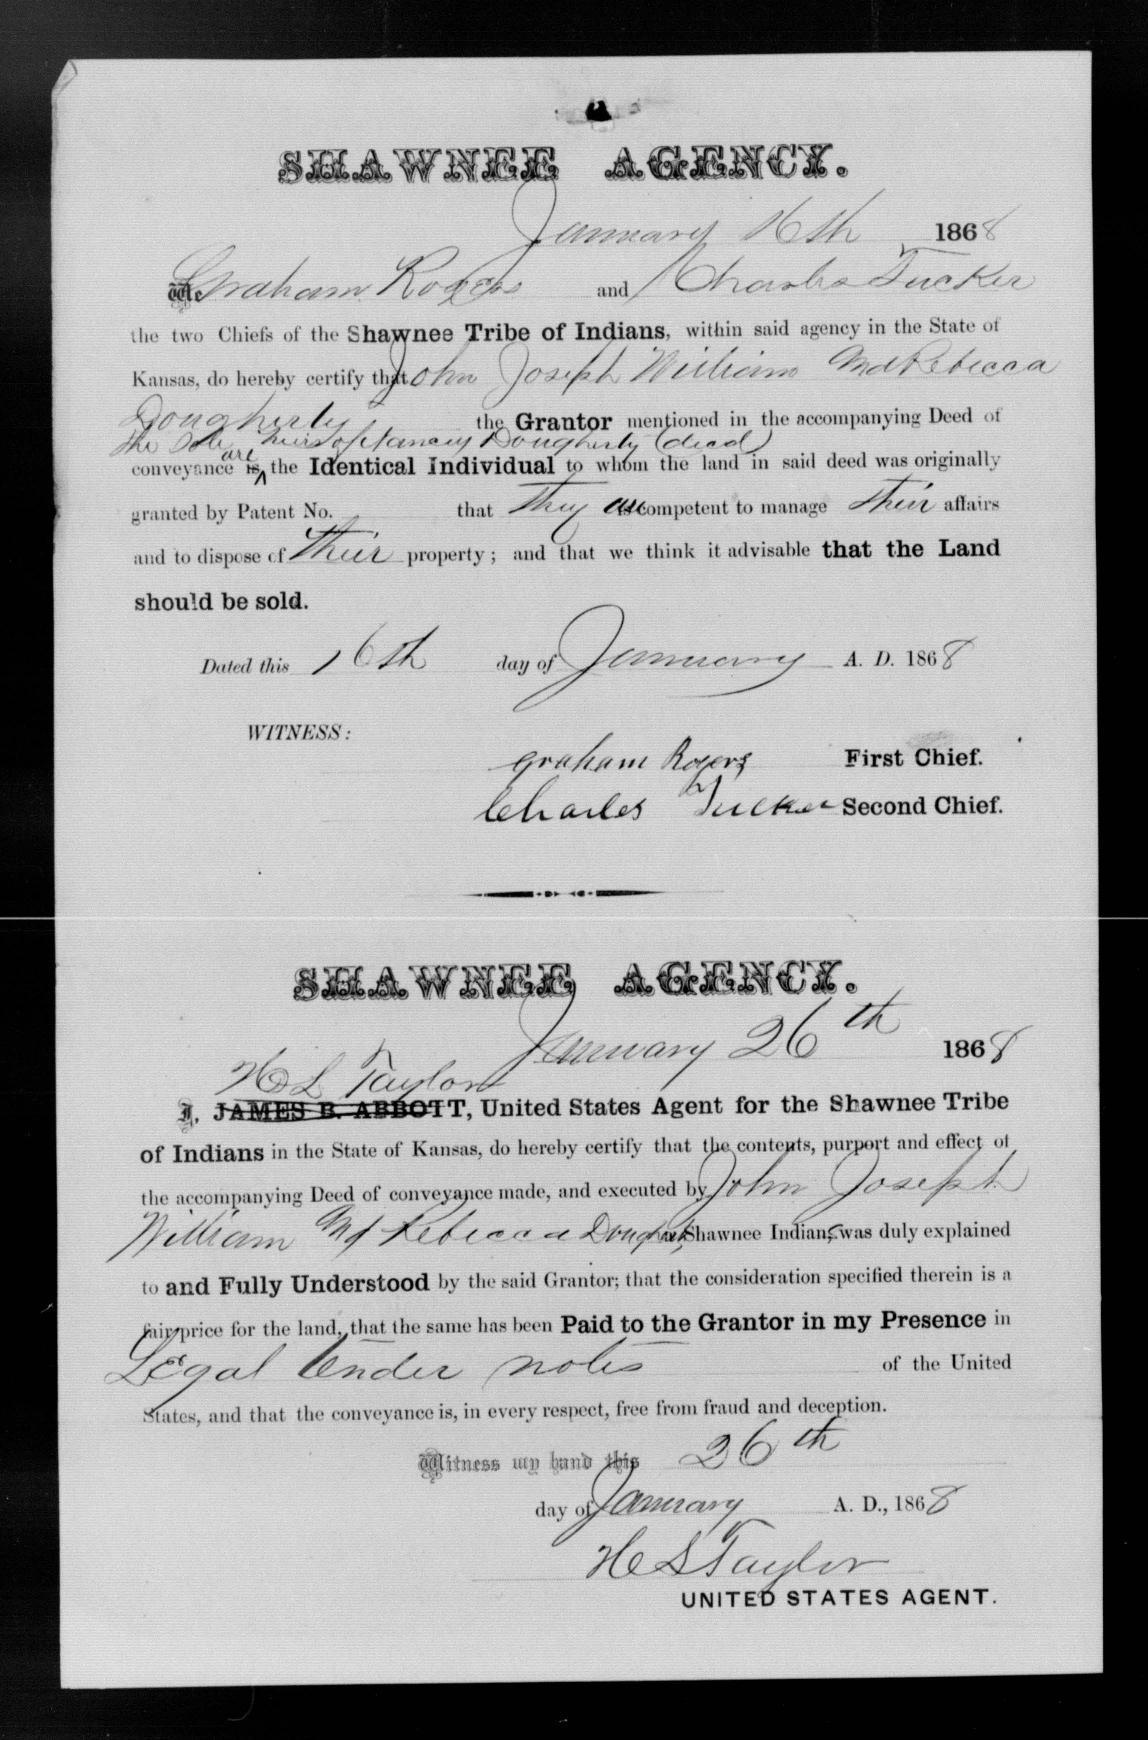 SHAWNEE AGENCY.
January 16th 1868
We Graham Rogers and Charles Tucker
the two Chiefs of the Shawnee Tribe of Indians, within said agency in the State of
Kansas, do hereby certify that John Joseph William Md Rebecca
Dougherty the Grantor mentioned in the accompanying Deed of
the Sole heirs of Nancy Dougherty (dead)
are
conveyance is, the Identical Individual to whom the land in said deed was originally
granted by Patent No. that they are competent to manage their affairs
and to dispose of their property; and that we think it advisable that the Land
should be sold.
Dated this 16th day of January A. D. 1868
WITNESS:
Graham Rogers First Chief.
Charles Tucker Second Chief.
SHAWNEE AGENCY.
January 26th 1868
H L Taylor
I, JAMES B. ABBOTT, United States Agent for the Shawnee Tribe
of Indians in the State of Kansas, do hereby certify that the contents, purport and effect of
the accompanying Deed of conveyance made, and executed by John Joseph
William Md Rebecca Dougherty a Shawnee Indians was duly explained
to and Fully Understood by the said Grantor; that the consideration specified therein is a
fair price for the land, that the same has been Paid to the Grantor in my Presence in
Legal tender notes of the United
States, and that the conveyance is, in every respect, free from fraud and deception.
Witness my hand this 26th
day of January A. D., 1868
H L Taylor
UNITED STATES AGENT.